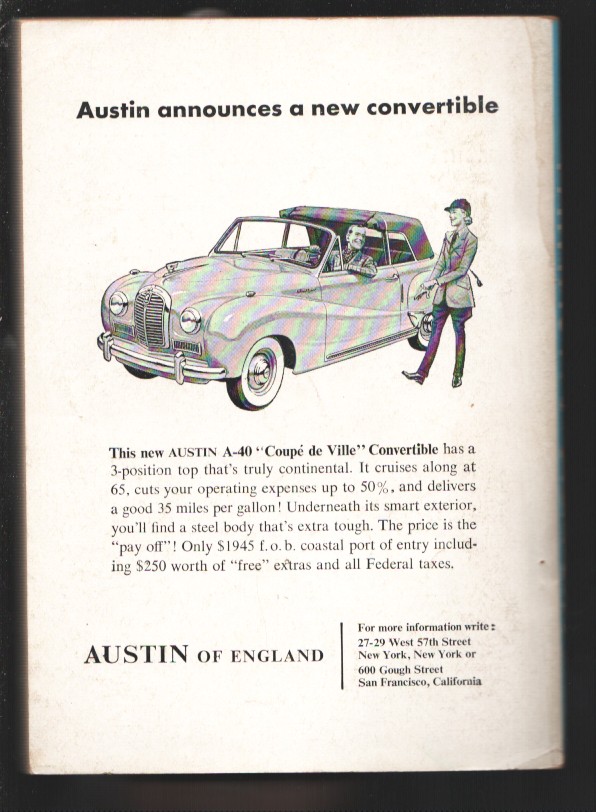 Austin announces a new convertible
This new AUSTIN A-40 "Coupé de Ville" Convertible has a
3-position top that's truly continental. It cruises along at
65, cuts your operating expenses up to 50%, and delivers
a good 35 miles per gallon! Underneath its smart exterior,
you'll find a steel body that's extra tough. The price is the
"pay off"! Only $1945 f.o.b. coastal port of entry includ-
ing $250 worth of "free" extras and all Federal taxes.
AUSTIN OF ENGLAND
For more information write:
27-29 West 57th Street
New York, New York or
600 Gough Street
San Francisco, California